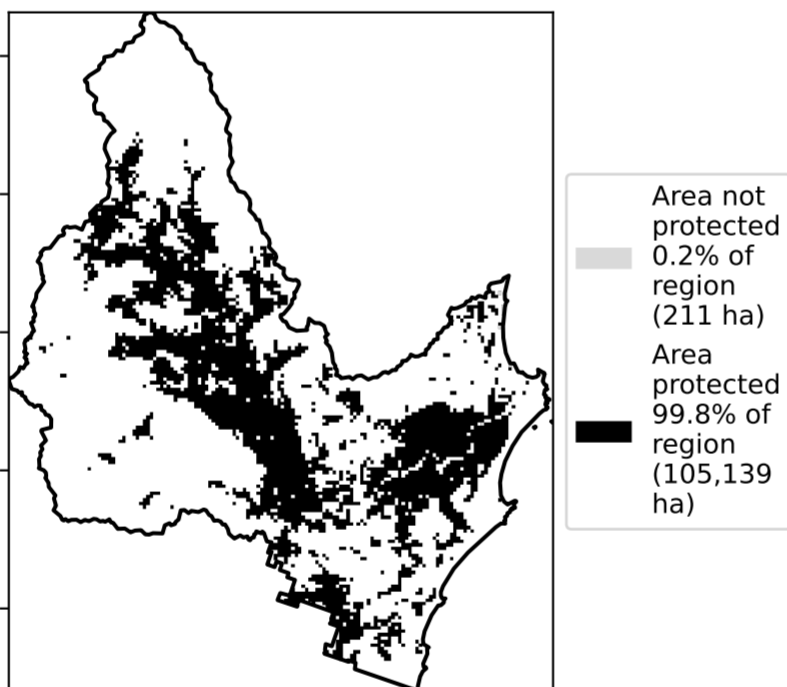 Area not
protected
0.2% of
region
(211 ha)
Area
protected
99.8% of
region
(105,139
ha)